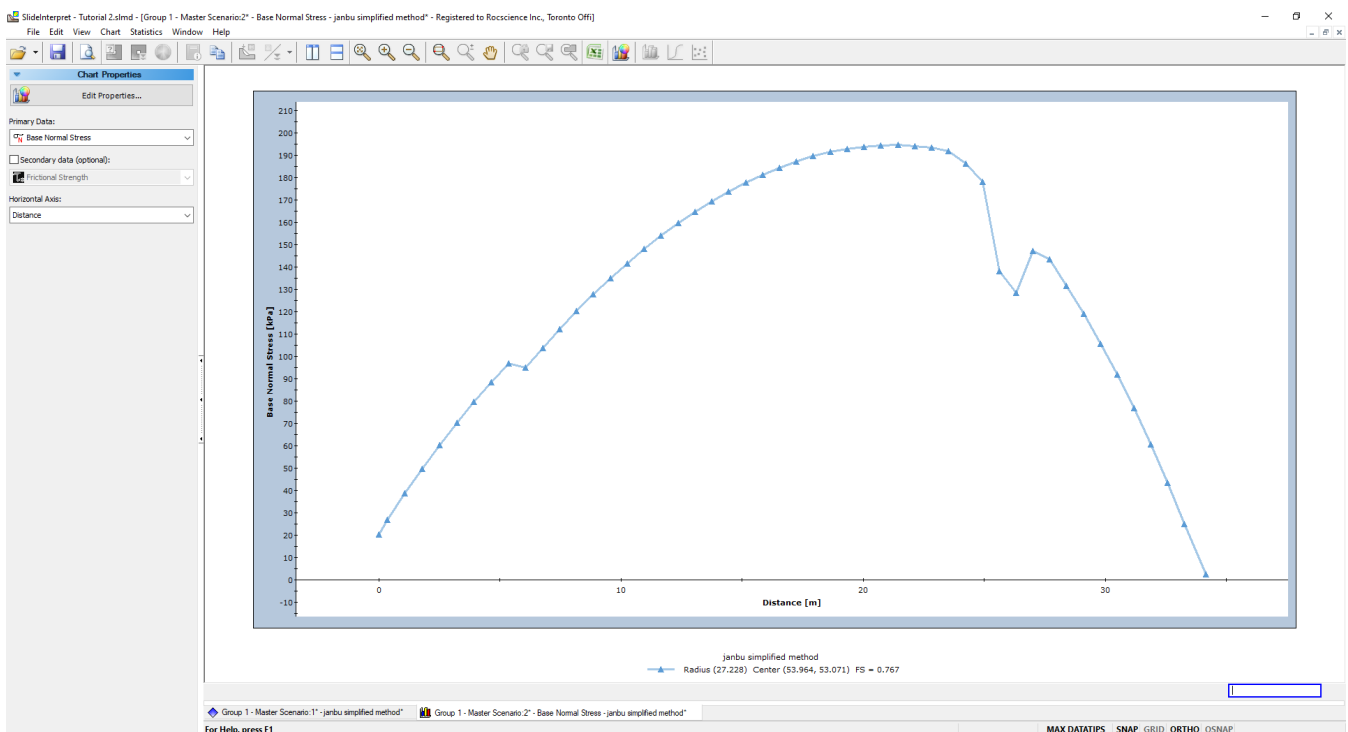 SlideInterpret - Tutorial 2.slmd - [Group 1 - Master Scenario:2* - Base Normal Stress - janbu simplified method* - Registered to Rocscience Inc., Toronto Offi]
File Edit View Chart Statistics Window Help
Chart Properties
Edit Properties...
Primary Data:
Base Normal Stress
Secondary data (optional):
Frictional Strength
Horizontal Axis:
Distance
210
200
190
180
170
160
150
140
130
120
110
100
90
80
70
60
50
40
30
20
10
0
-10
Base Normal Stress [kPa]
0 10 20 30
Distance [m]
janbu simplified method
Radius (27.228) Center (53.964, 53.071) FS = 0.767
Group 1 - Master Scenario:1* - janbu simplified method* Group 1 - Master Scenario:2* - Base Normal Stress - janbu simplified method*
For Help, press F1 MAX DATATIPS SNAP GRID ORTHO OSNAP